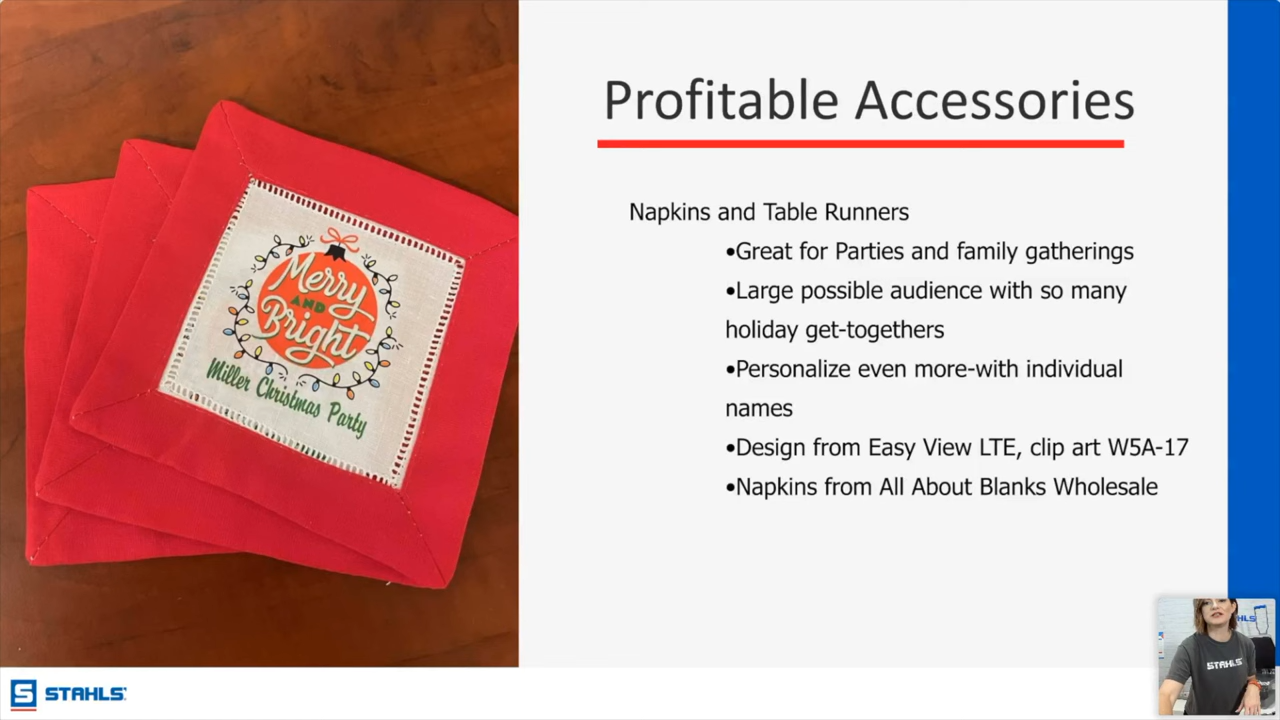 Profitable Accessories
Napkins and Table Runners
•Great for Parties and family gatherings
•Large possible audience with so many
holiday get-togethers
•Personalize even more-with individual
names
•Design from Easy View LTE, clip art W5A-17
•Napkins from All About Blanks Wholesale
Merry
AND
Bright
Miller Christmas Party
S STAHLS'
HLS'
STAHLS'